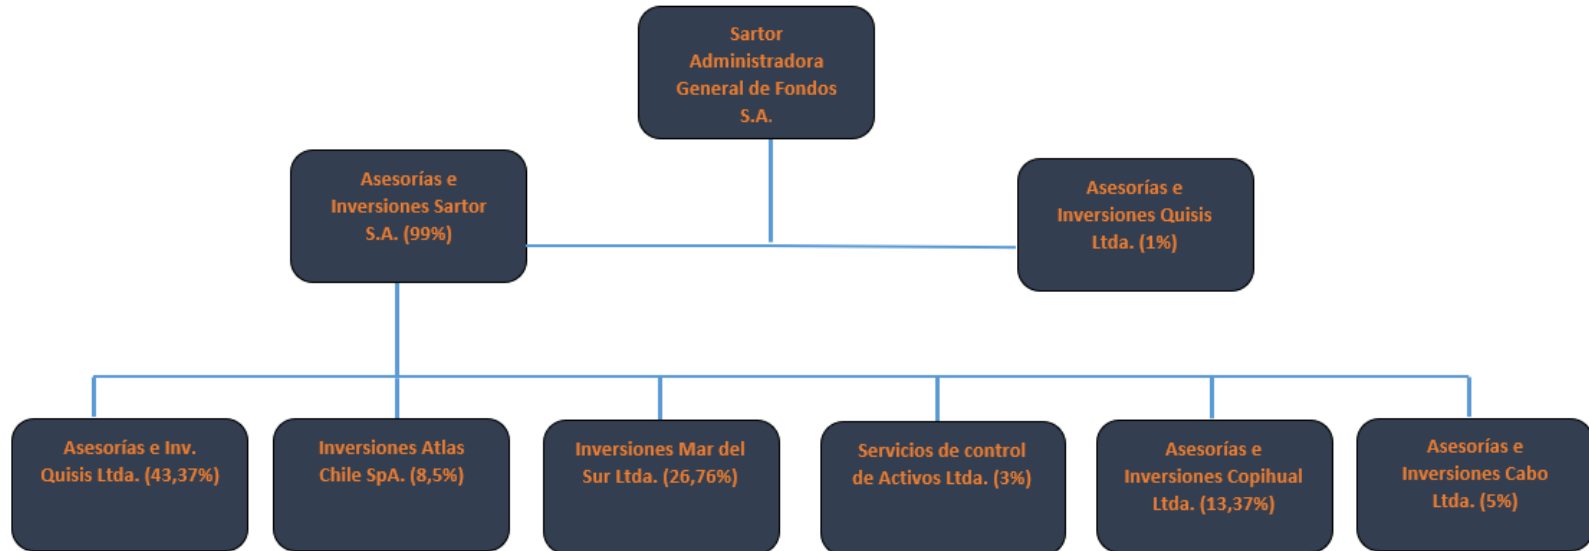 Sartor
Administradora
General de Fondos
S.A.
Asesorías e
Inversiones Sartor
S.A. (99%)
Asesorías e
Inversiones Quisis
Ltda. (1%)
Asesorías e Inv.
Quisis Ltda. (43,37%)
Inversiones Atlas
Chile SpA. (8,5%)
Inversiones Mar del
Sur Ltda. (26,76%)
Servicios de control
de Activos Ltda. (3%)
Asesorías e
Inversiones Copihual
Ltda. (13,37%)
Asesorías e
Inversiones Cabo
Ltda. (5%)